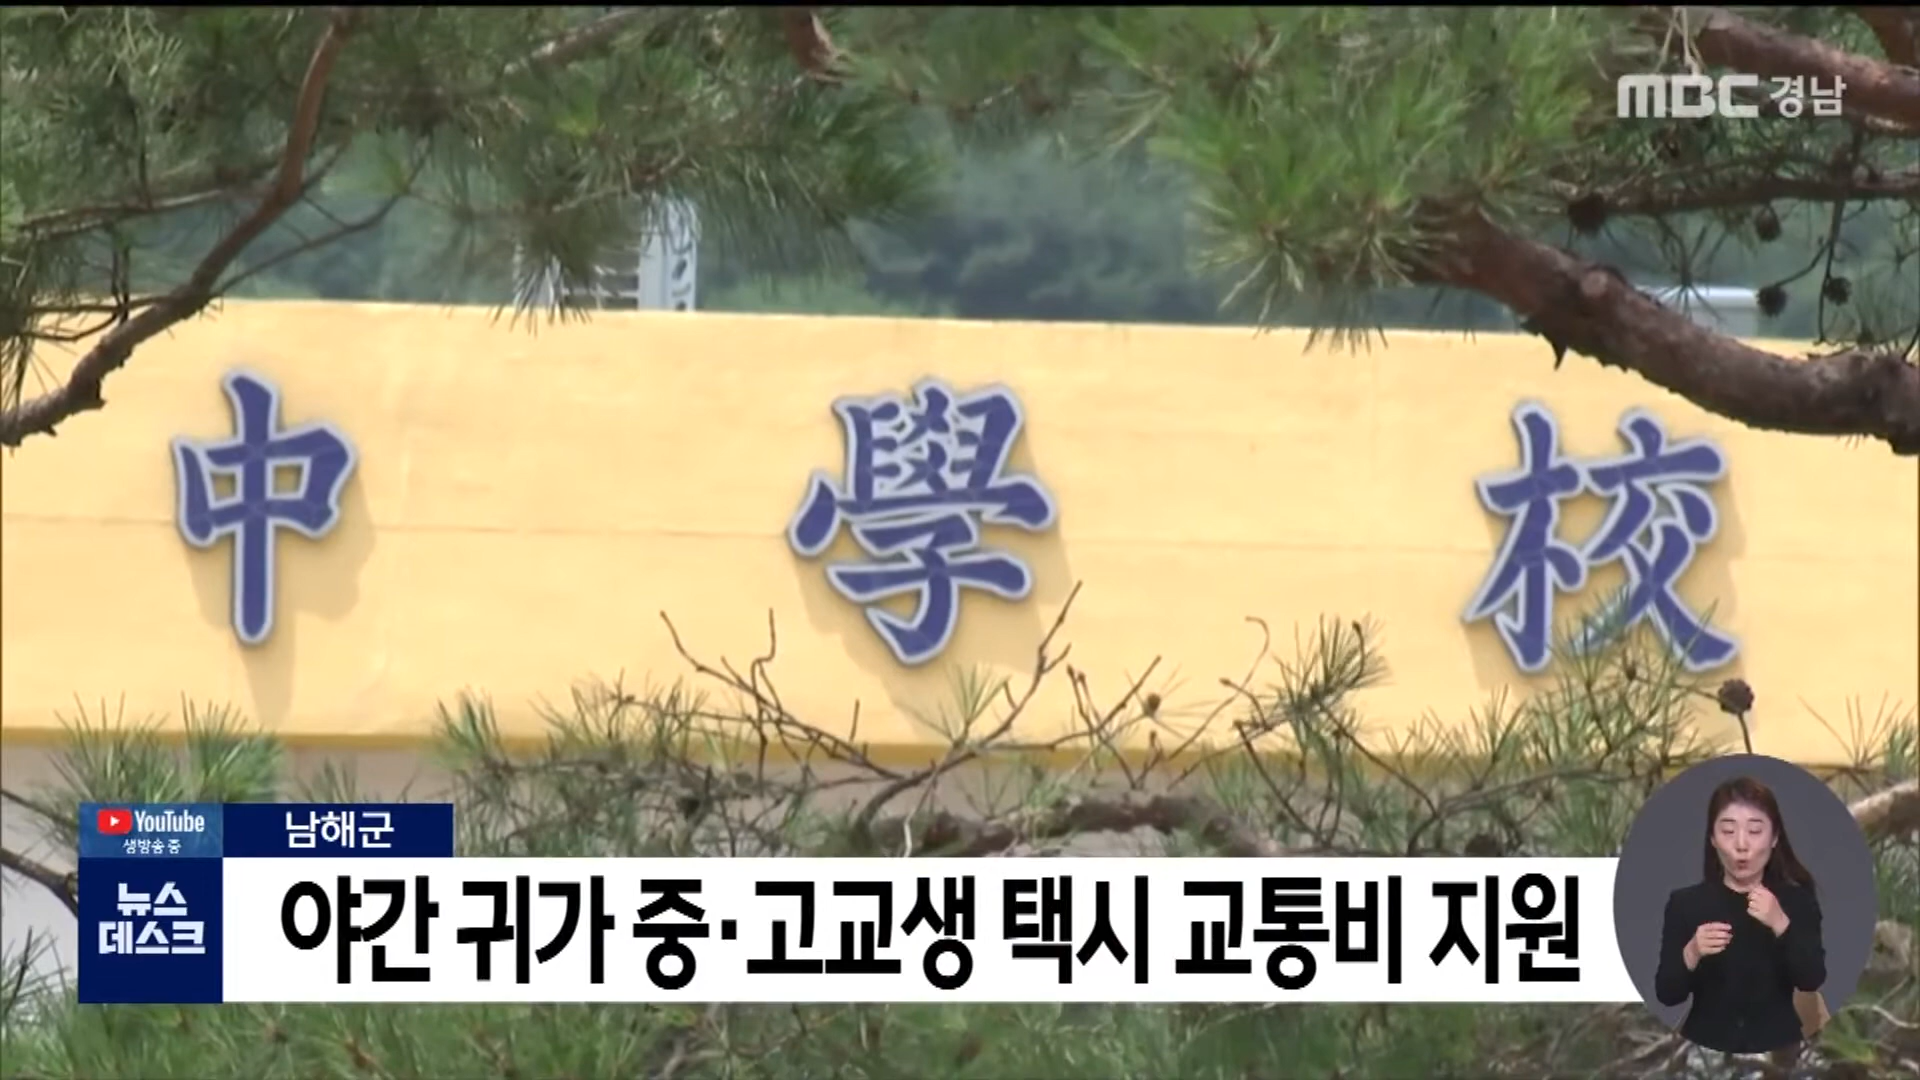 MBC 경남
中 學 校
YouTube
생방송 중
남해군
뉴스
데스크
야간 귀가 중·고교생 택시 교통비 지원